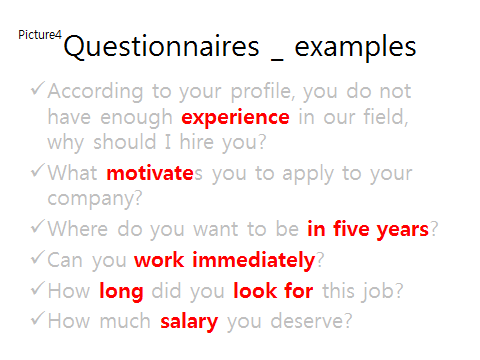 Picture4
Questionnaires _ examples
✓According to your profile, you do not
have enough experience in our field,
why should I hire you?
✓What motivates you to apply to your
company?
✓Where do you want to be in five years?
✓Can you work immediately?
✓How long did you look for this job?
✓How much salary you deserve?